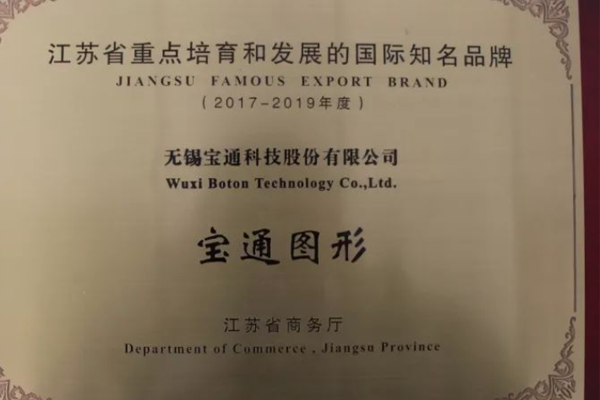 江苏省重点培育和发展的国际知名品牌
JIANGSU FAMOUS EXPORT BRAND
（2017-2019年度）
无锡宝通科技股份有限公司
Wuxi Boton Technology Co.,Ltd.
宝通图形
江苏省商务厅
Department of Commerce , Jiangsu Province